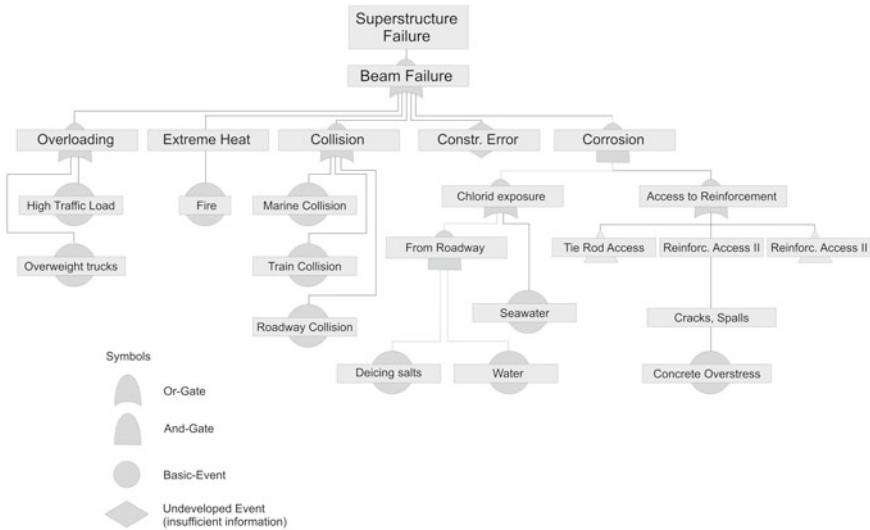 Superstructure
Failure
Beam Failure
Overloading
Extreme Heat
Collision
Constr. Error
Corrosion
High Traffic Load
Fire
Marine Collision
Chlorid exposure
Access to Reinforcement
Overweight trucks
Train Collision
From Roadway
Tie Rod Access
Reinforc. Access II
Reinforc. Access II
Roadway Collision
Seawater
Cracks, Spalls
Deicing salts
Water
Concrete Overstress
Symbols
Or-Gate
And-Gate
Basic-Event
Undeveloped Event
(insufficient information)